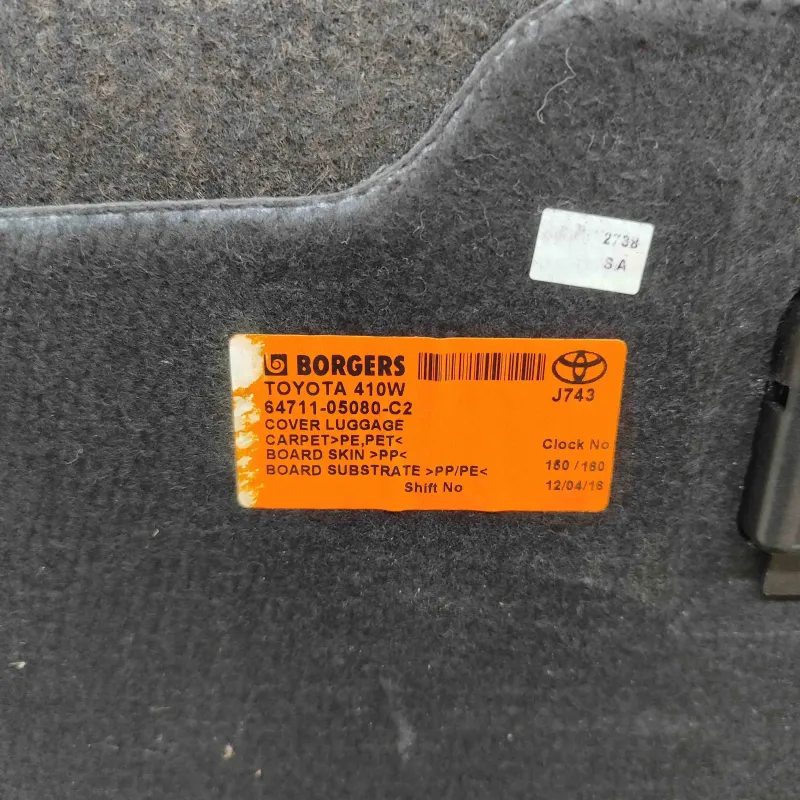 2738
SA
BORGERS
TOYOTA 410W
J743
64711-05080-C2
COVER LUGGAGE
CARPET>PE,PET<
Clock No
BOARD SKIN >PP<
150/160
BOARD SUBSTRATE >PP/PE<
Shift No
12/04/16